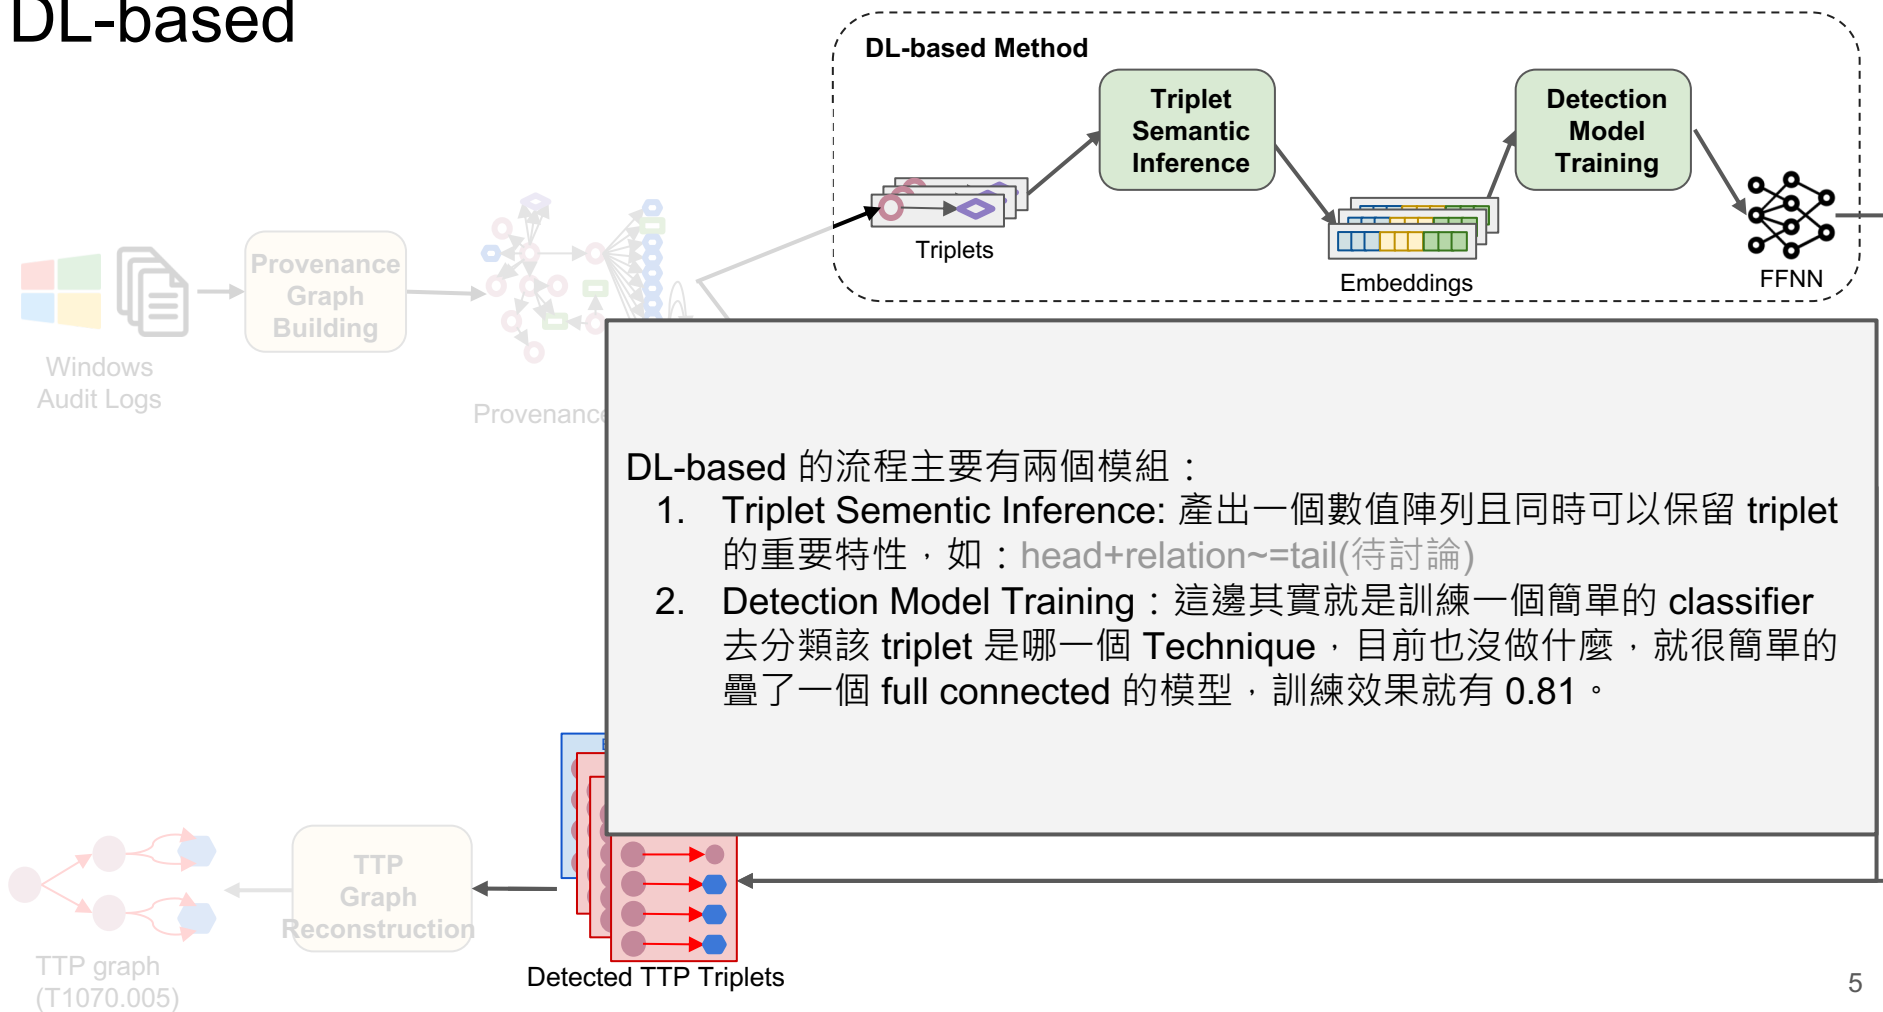 DL-based
DL-based Method
Triplet
Semantic
Inference
Detection
Model
Training
Triplets
Embeddings
FFNN
Provenance
Graph
Building
Windows
Audit Logs
Provenance
DL-based 的流程主要有兩個模組：
1. Triplet Sementic Inference: 產出一個數值陣列且同時可以保留 triplet
的重要特性，如：head+relation~=tail(待討論)
2. Detection Model Training：這邊其實就是訓練一個簡單的 classifier
去分類該 triplet 是哪一個 Technique，目前也沒做什麼，就很簡單的
疊了一個 full connected 的模型，訓練效果就有 0.81。
TTP
Graph
Reconstruction
TTP graph
(T1070.005)
Detected TTP Triplets
5